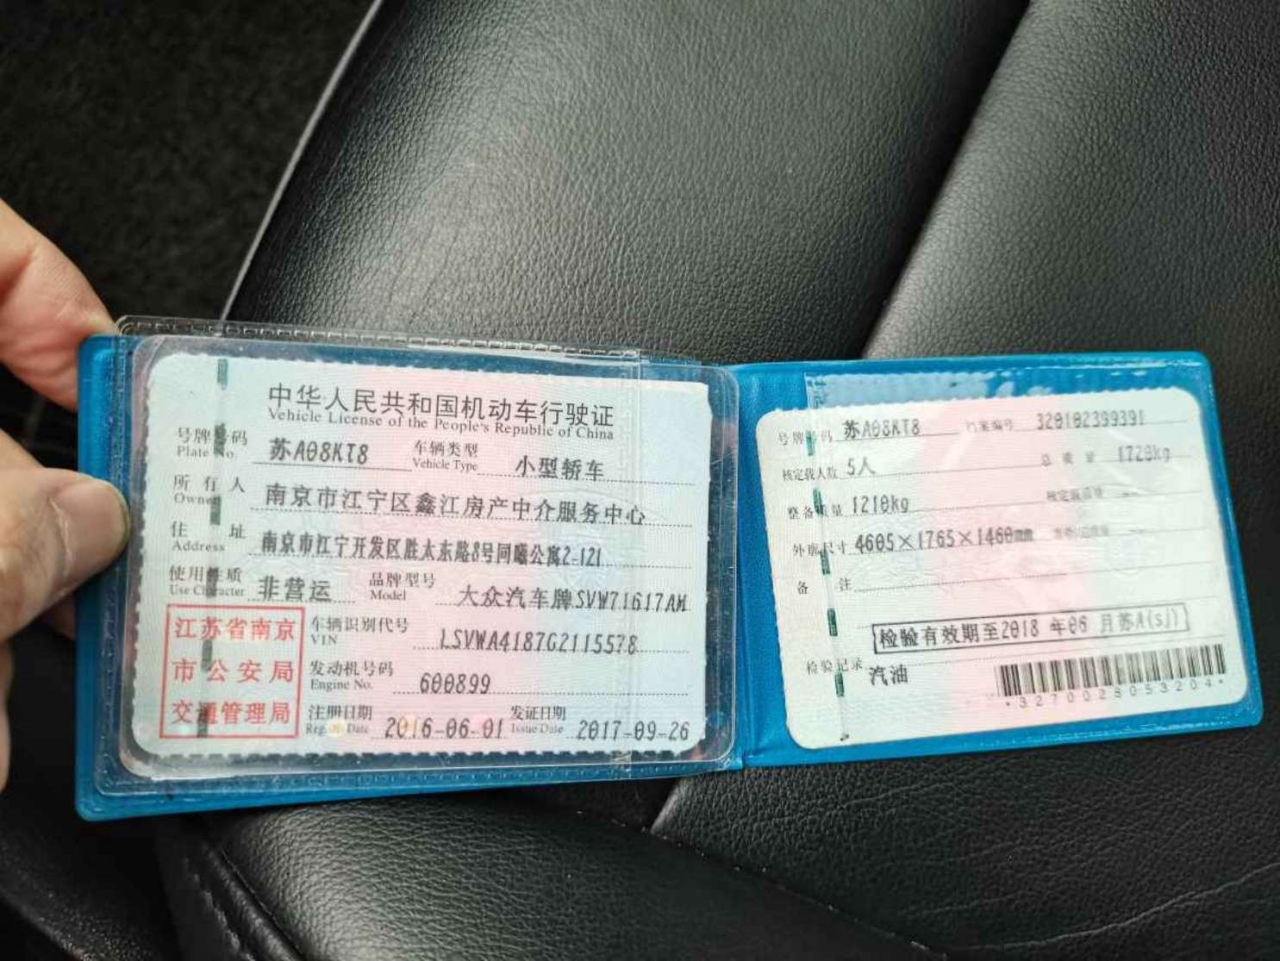 中华人民共和国机动车行驶证
Vehicle License of the People's Republic of China
号牌号码 苏A08KT8 车辆类型 小型轿车
Plate No. Vehicle Type
所有人 南京市江宁区鑫江房产中介服务中心
Owner
住址 南京市江宁开发区胜太东路8号同曦公寓2-121
Address
使用性质 非营运 品牌型号 大众汽车牌SVW71617AM
Use Character Model
江苏省南京
市公安局
交通管理局
车辆识别代号 LSVWA4187G2115578
VIN
发动机号码 600899
Engine No.
注册日期 2016-06-01 发证日期 2017-09-26
Register Date Issue Date
号牌号码 苏A08KT8 档案编号 320102399391
核定载人数 5人 总质量 1720kg
整备质量 1210kg 核定载质量 --
外廓尺寸 4605×1765×1460mm --
备注
检验有效期至2018年06月苏A(sj)
检验记录 汽油
*3270028053204*